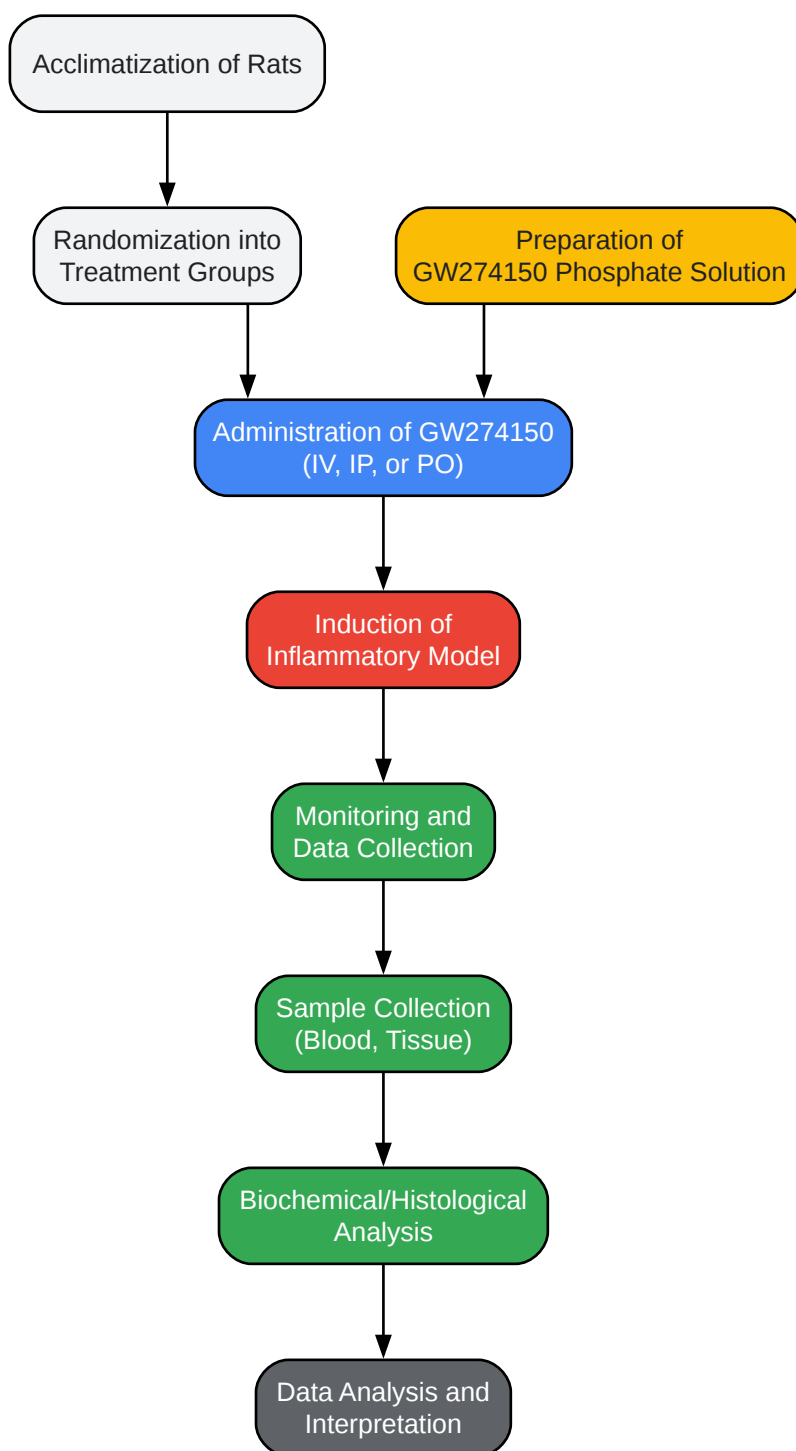 Acclimatization of Rats
Randomization into
Treatment Groups
Preparation of
GW274150 Phosphate Solution
Administration of GW274150
(IV, IP, or PO)
Induction of
Inflammatory Model
Monitoring and
Data Collection
Sample Collection
(Blood, Tissue)
Biochemical/Histological
Analysis
Data Analysis and
Interpretation